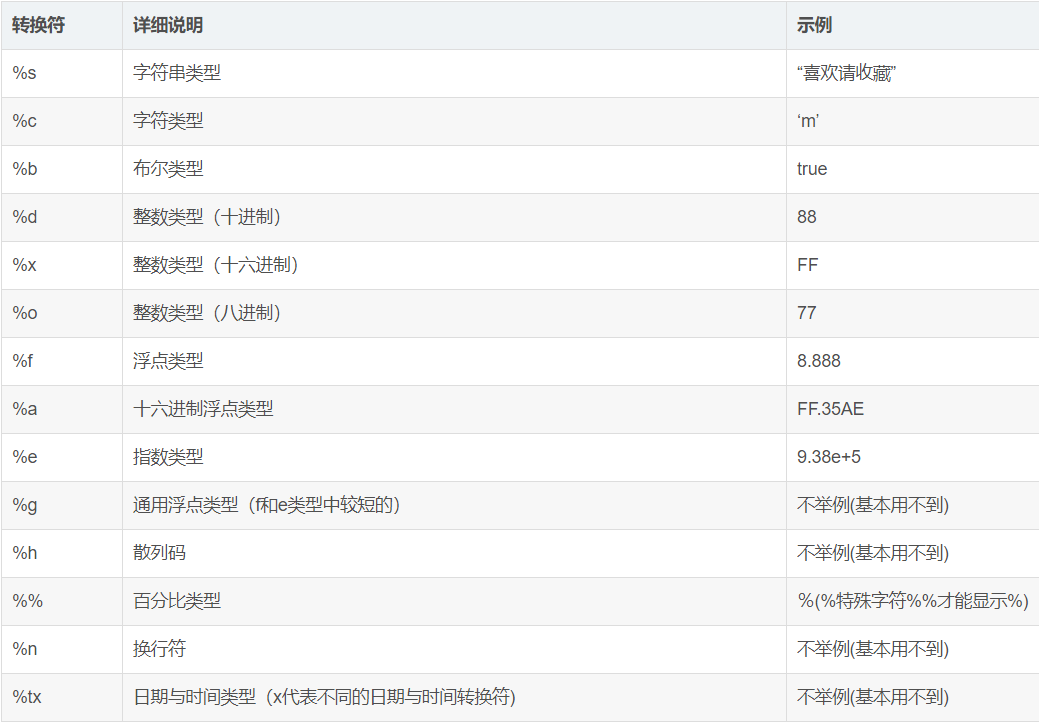 转换符 详细说明 示例
%s 字符串类型 “喜欢请收藏”
%c 字符类型 ‘m’
%b 布尔类型 true
%d 整数类型（十进制） 88
%x 整数类型（十六进制） FF
%o 整数类型（八进制） 77
%f 浮点类型 8.888
%a 十六进制浮点类型 FF.35AE
%e 指数类型 9.38e+5
%g 通用浮点类型（f和e类型中较短的） 不举例(基本用不到)
%h 散列码 不举例(基本用不到)
%% 百分比类型 ％(%特殊字符%%才能显示%)
%n 换行符 不举例(基本用不到)
%tx 日期与时间类型（x代表不同的日期与时间转换符) 不举例(基本用不到)